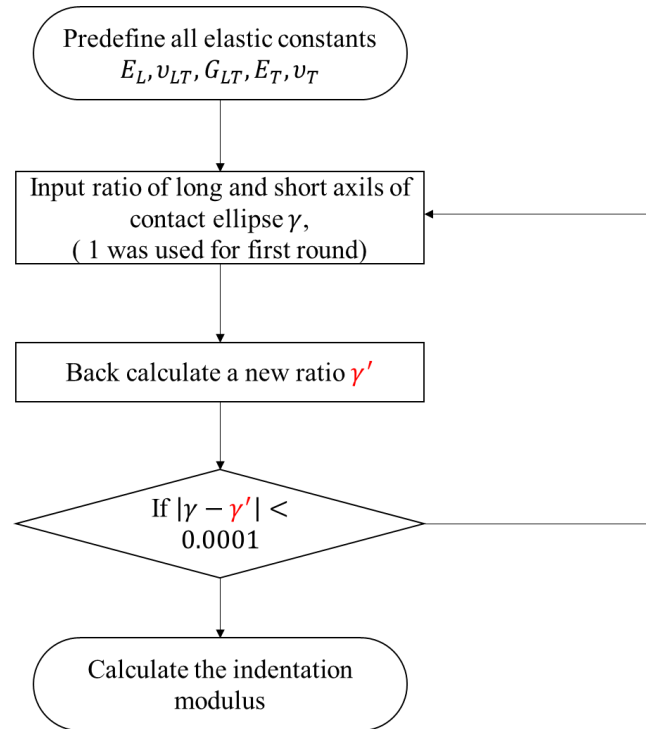 Predefine all elastic constants
E_L, υ_LT, G_LT, E_T, υ_T
Input ratio of long and short axils of
contact ellipse γ,
( 1 was used for first round)
Back calculate a new ratio γ′
If |γ − γ′| <
0.0001
Calculate the indentation
modulus